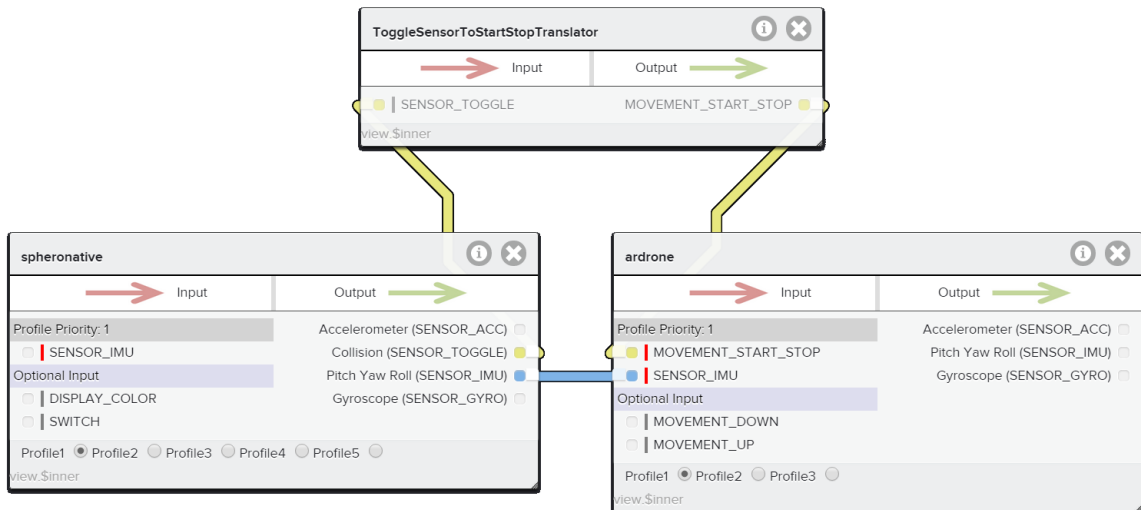 ToggleSensorToStartStopTranslator
Input Output
SENSOR_TOGGLE MOVEMENT_START_STOP
view.$inner
spheronative
Input Output
Profile Priority: 1
Accelerometer (SENSOR_ACC)
SENSOR_IMU
Collision (SENSOR_TOGGLE)
Optional Input
Pitch Yaw Roll (SENSOR_IMU)
DISPLAY_COLOR
Gyroscope (SENSOR_GYRO)
SWITCH
Profile1 Profile2 Profile3 Profile4 Profile5
view.$inner
ardrone
Input Output
Profile Priority: 1
Accelerometer (SENSOR_ACC)
MOVEMENT_START_STOP
Pitch Yaw Roll (SENSOR_IMU)
SENSOR_IMU
Gyroscope (SENSOR_GYRO)
Optional Input
MOVEMENT_DOWN
MOVEMENT_UP
Profile1 Profile2 Profile3
view.$inner